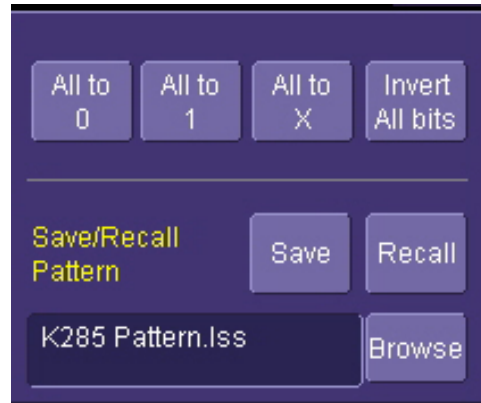 All to
0
All to
1
All to
X
Invert
All bits
Save/Recall
Pattern
Save
Recall
K285 Pattern.lss
Browse